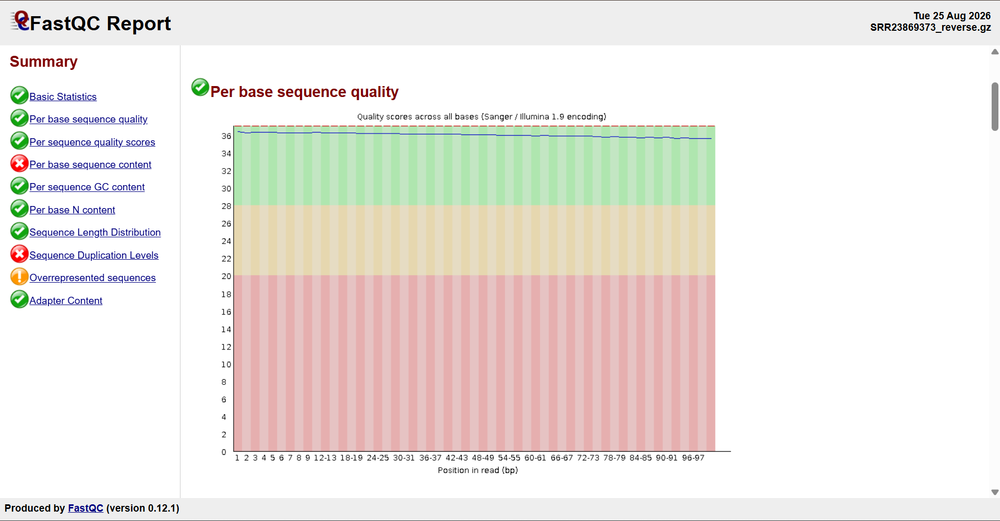 FastQC Report
Tue 25 Aug 2026
SRR23869373_reverse.gz
Summary
Basic Statistics
Per base sequence quality
Per sequence quality scores
Per base sequence content
Per sequence GC content
Per base N content
Sequence Length Distribution
Sequence Duplication Levels
Overrepresented sequences
Adapter Content
Per base sequence quality
Quality scores across all bases (Sanger / Illumina 1.9 encoding)
36
34
32
30
28
26
24
22
20
18
16
14
12
10
8
6
4
2
0
1 2 3 4 5 6 7 8 9 12-13 18-19 24-25 30-31 36-37 42-43 48-49 54-55 60-61 66-67 72-73 78-79 84-85 90-91 96-97
Position in read (bp)
Produced by FastQC (version 0.12.1)